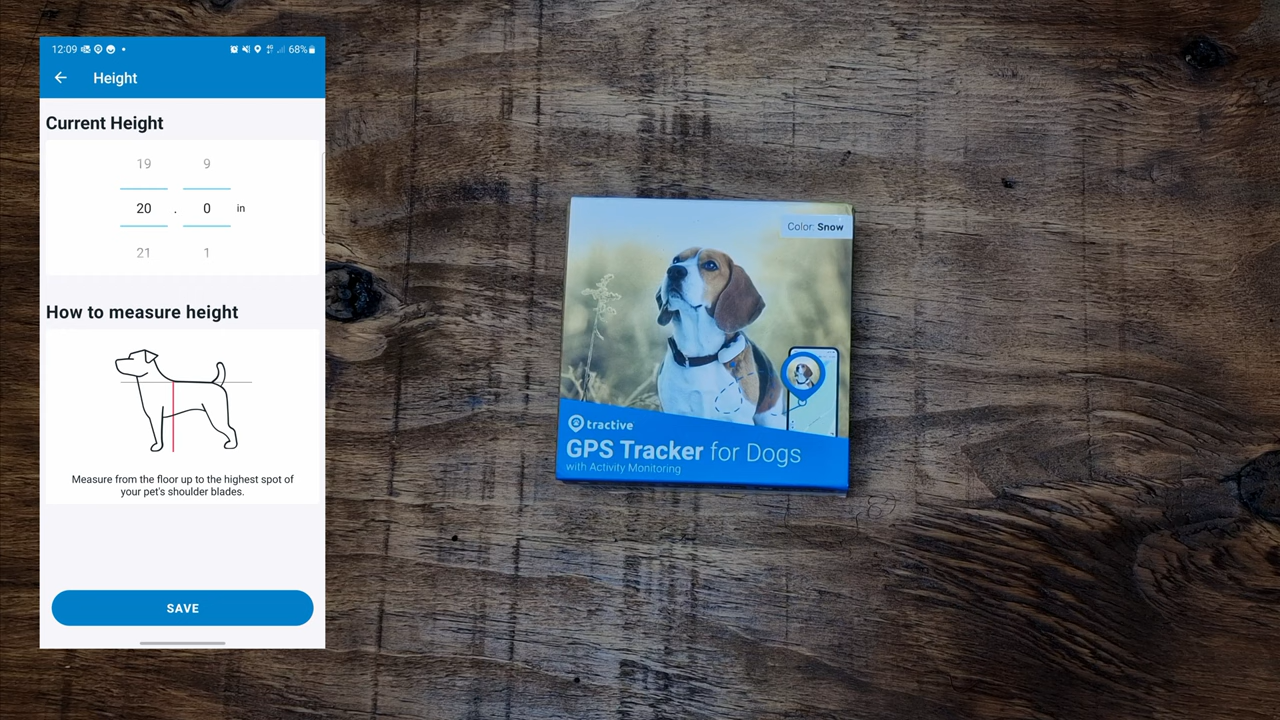 12:09
68%
Height
Current Height
19 9
20 . 0 in
21 1
How to measure height
Measure from the floor up to the highest spot of
your pet's shoulder blades.
SAVE
Color: Snow
tractive
GPS Tracker for Dogs
with Activity Monitoring